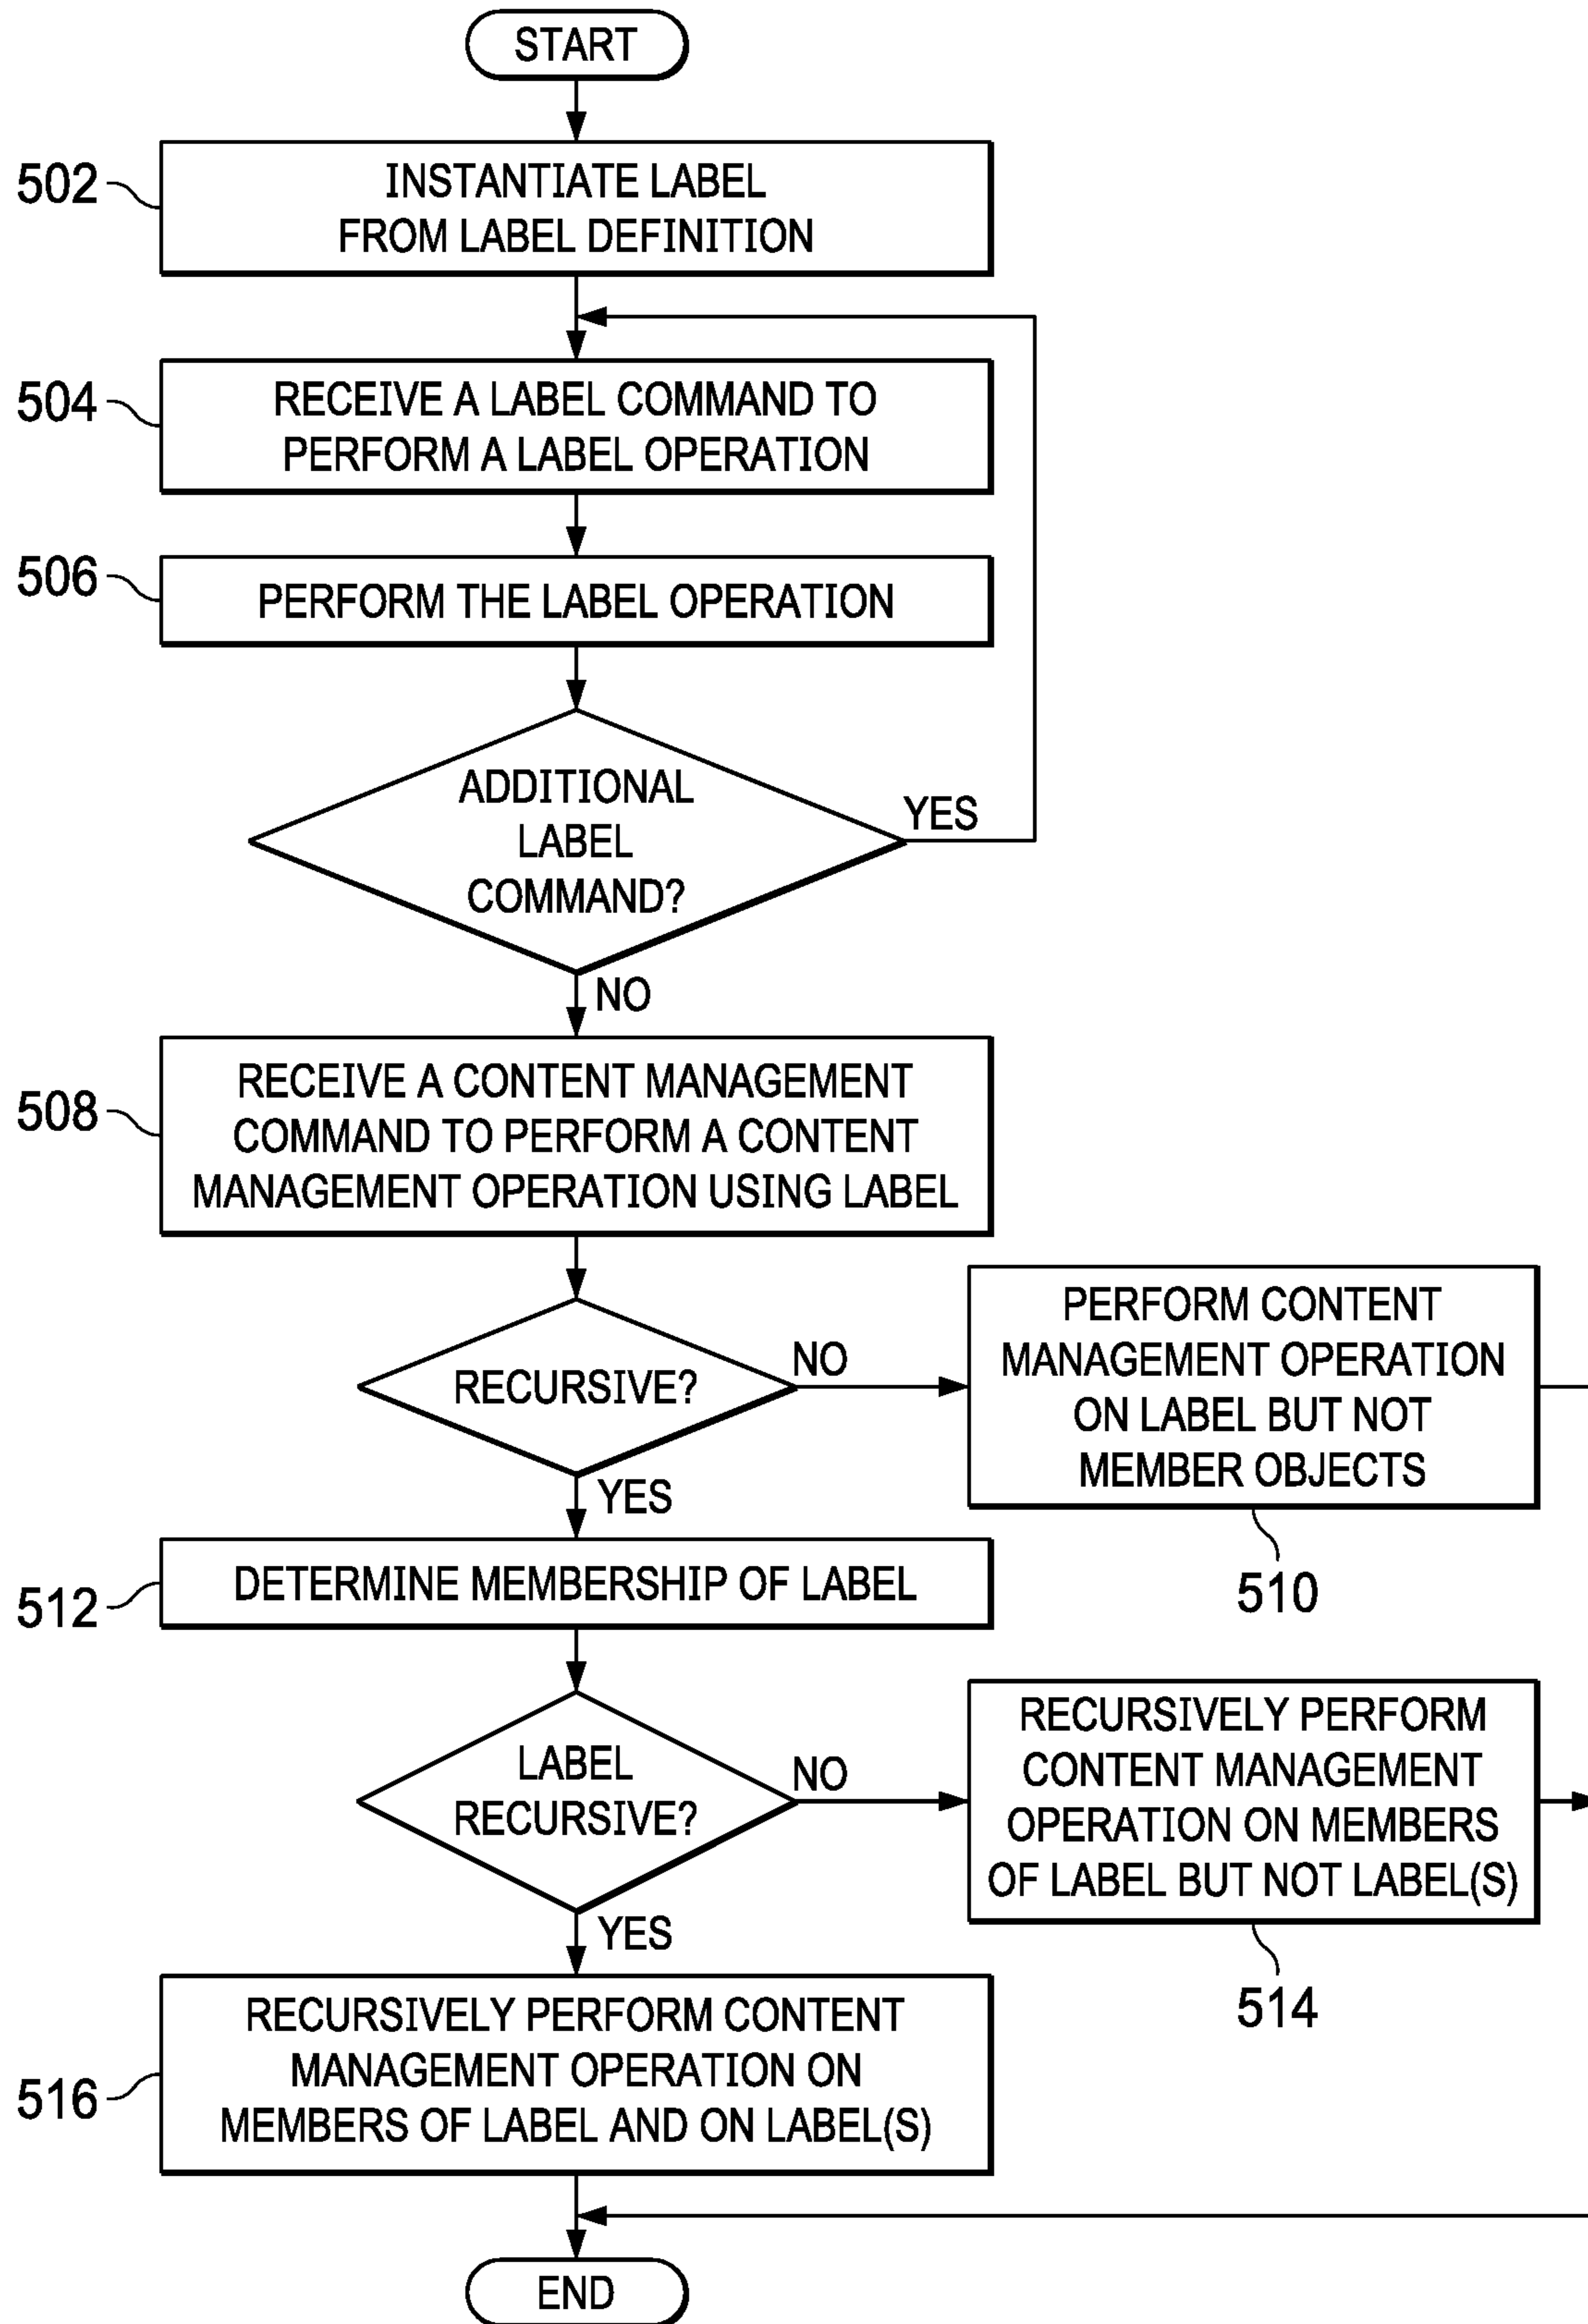 START
502
INSTANTIATE LABEL
FROM LABEL DEFINITION
504
RECEIVE A LABEL COMMAND TO
PERFORM A LABEL OPERATION
506
PERFORM THE LABEL OPERATION
ADDITIONAL
LABEL
COMMAND?
YES
NO
508
RECEIVE A CONTENT MANAGEMENT
COMMAND TO PERFORM A CONTENT
MANAGEMENT OPERATION USING LABEL
RECURSIVE?
NO
PERFORM CONTENT
MANAGEMENT OPERATION
ON LABEL BUT NOT
MEMBER OBJECTS
510
YES
512
DETERMINE MEMBERSHIP OF LABEL
LABEL
RECURSIVE?
NO
RECURSIVELY PERFORM
CONTENT MANAGEMENT
OPERATION ON MEMBERS
OF LABEL BUT NOT LABEL(S)
514
YES
516
RECURSIVELY PERFORM CONTENT
MANAGEMENT OPERATION ON
MEMBERS OF LABEL AND ON LABEL(S)
END